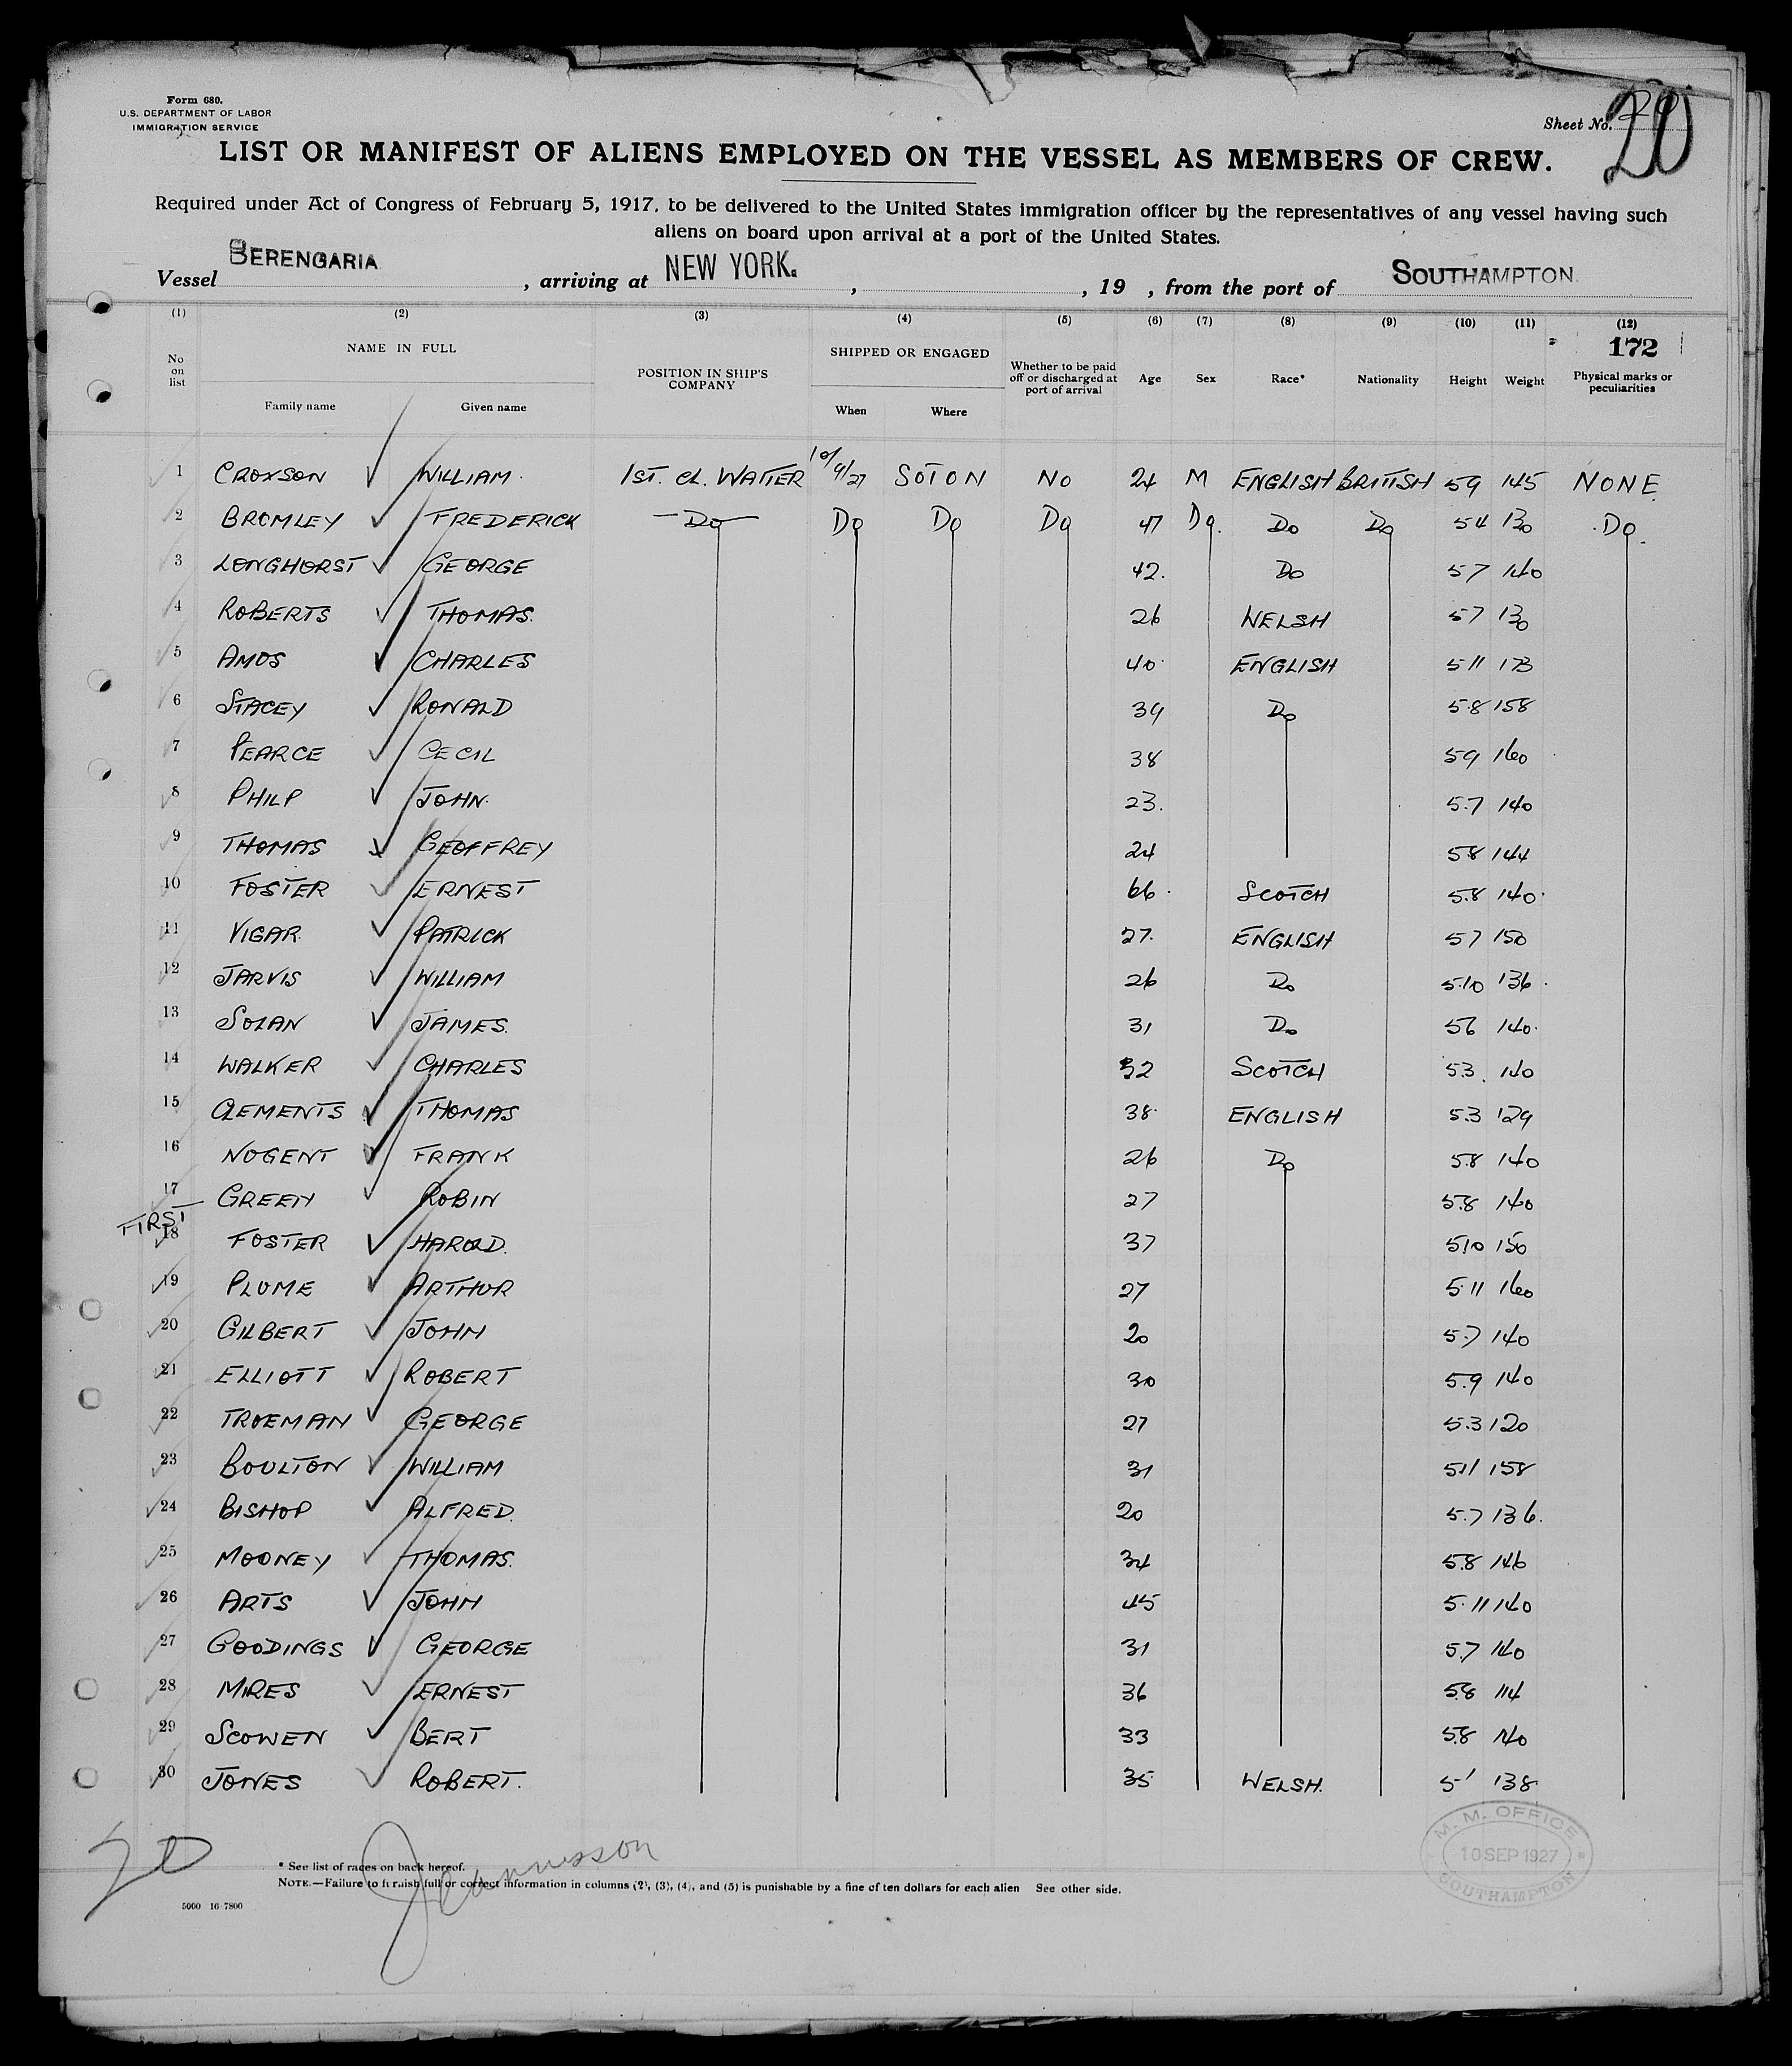 Form 680.
U.S. DEPARTMENT OF LABOR
IMMIGRATION SERVICE
Sheet No. 20
20
LIST OR MANIFEST OF ALIENS EMPLOYED ON THE VESSEL AS MEMBERS OF CREW.
Required under Act of Congress of February 5, 1917, to be delivered to the United States immigration officer by the representatives of any vessel having such
aliens on board upon arrival at a port of the United States.
Vessel BERENGARIA , arriving at NEW YORK. , , 19 , from the port of SOUTHAMPTON
(1) (2) (3) (4) (5) (6) (7) (8) (9) (10) (11) (12)
172
No on list NAME IN FULL POSITION IN SHIP'S COMPANY SHIPPED OR ENGAGED Whether to be paid off or discharged at port of arrival Age Sex Race* Nationality Height Weight Physical marks or peculiarities
Family name Given name When Where
1 CROXSON WILLIAM. 1ST. CL. WAITER 10/9/27 SOTON NO 24 M ENGLISH BRITISH 59 145 NONE
2 BROMLEY FREDERICK Do Do Do Do 47 Do. Do Do 54 130 Do
3 LONGHORST GEORGE 42. Do 57 140
4 ROBERTS THOMAS. 26 WELSH 57 130
5 AMOS CHARLES 40 ENGLISH 511 173
6 STACEY RONALD 39 Do 5.8 158
7 PEARCE CECIL 38 59 160
8 PHILP JOHN. 23. 5.7 140
9 THOMAS GEOFFREY 24 58 144
10 FOSTER ERNEST 66. SCOTCH 5.8 140
11 VIGAR PATRICK 27. ENGLISH 57 150
12 JARVIS WILLIAM 26 Do 5.10 136.
13 SOLAN JAMES. 31 Do 56 140.
14 WALKER CHARLES 32 SCOTCH 5.3. 140
15 CLEMENTS THOMAS 38 ENGLISH 5.3 129
16 NUGENT FRANK 26 Do 5.8 140
17 GREEN ROBIN 27 5.8 140
FIRST
18 FOSTER HAROLD. 37 510 150
19 PLUME ARTHUR 27 5.11 160
20 GILBERT JOHN 20 5.7 140
21 ELLIOTT ROBERT 30 5.9 140
22 TRUEMAN GEORGE 27 5.3 120
23 BOULTON WILLIAM 31 511 158
24 BISHOP ALFRED. 20 5.7 136.
25 MOONEY THOMAS. 34 5.8 146
26 ARTS JOHN 45 5.11 140
27 GOODINGS GEORGE 31 5.7 140
28 MIRES ERNEST 36 5.8 114
29 SCOWEN BERT 33 58 140
30 JONES ROBERT. 35 WELSH. 5' 138
20
* See list of races on back hereof.
NOTE.—Failure to furnish full or correct information in columns (2), (3), (4), and (5) is punishable by a fine of ten dollars for each alien See other side.
5000 16-7800
M. M. OFFICE
10 SEP 1927
SOUTHAMPTON